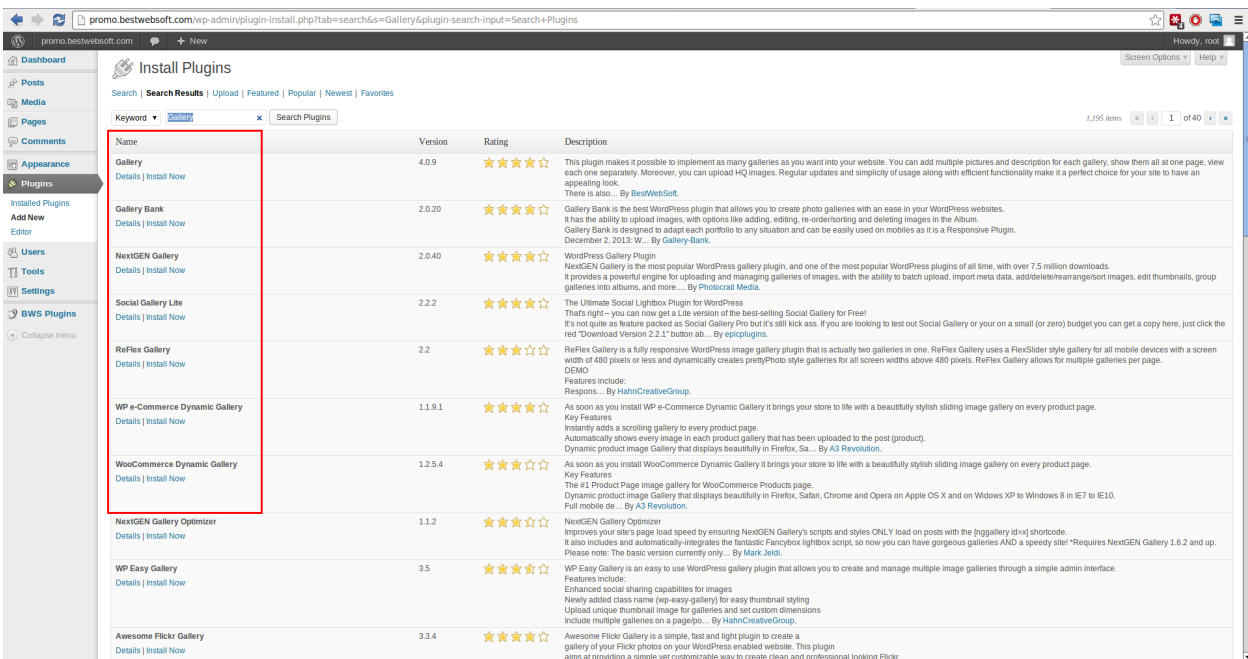 promo.bestwebsoft.com/wp-admin/plugin-install.php?tab=search&s=Gallery&plugin-search-input=Search+Plugins
promo.bestwebsoft.com + New Howdy, root
Screen Options Help
Dashboard
Posts
Media
Pages
Comments
Appearance
Plugins
Installed Plugins
Add New
Editor
Users
Tools
Settings
BWS Plugins
Collapse menu
Install Plugins
Search | Search Results | Upload | Featured | Popular | Newest | Favorites
Keyword Gallery x Search Plugins 1,195 items « ‹ 1 of 40 › »
Name Version Rating Description
Gallery 4.0.9
Details | Install Now
This plugin makes it possible to implement as many galleries as you want into your website. You can add multiple pictures and description for each gallery, show them all at one page, view
each one separately. Moreover, you can upload HQ images. Regular updates and simplicity of usage along with efficient functionality make it a perfect choice for your site to have an
appealing look.
There is also… By BestWebSoft.
Gallery Bank 2.0.20
Details | Install Now
Gallery Bank is the best WordPress plugin that allows you to create photo galleries with an ease in your WordPress websites.
It has the ability to upload images, with options like adding, editing, re-order/sorting and deleting images in the Album.
Gallery Bank is designed to adapt each portfolio to any situation and can be easily used on mobiles as it is a Responsive Plugin.
December 2, 2013: W… By Gallery-Bank.
NextGEN Gallery 2.0.40
Details | Install Now
WordPress Gallery Plugin
NextGEN Gallery is the most popular WordPress gallery plugin, and one of the most popular WordPress plugins of all time, with over 7.5 million downloads.
It provides a powerful engine for uploading and managing galleries of images, with the ability to batch upload, import meta data, add/delete/rearrange/sort images, edit thumbnails, group
galleries into albums, and more.… By Photocrati Media.
Social Gallery Lite 2.2.2
Details | Install Now
The Ultimate Social Lightbox Plugin for WordPress
That's right – you can now get a Lite version of the best-selling Social Gallery for Free!
It's not quite as feature packed as Social Gallery Pro but it's still kick ass. If you are looking to test out Social Gallery or your on a small (or zero) budget you can get a copy here, just click the
red "Download Version 2.2.1" button ab… By epicplugins.
ReFlex Gallery 2.2
Details | Install Now
ReFlex Gallery is a fully responsive WordPress image gallery plugin that is actually two galleries in one. ReFlex Gallery uses a FlexSlider style gallery for all mobile devices with a screen
width of 480 pixels or less and dynamically creates prettyPhoto style galleries for all screen widths above 480 pixels. ReFlex Gallery allows for multiple galleries per page.
DEMO
Features include:
Respons… By HahnCreativeGroup.
WP e-Commerce Dynamic Gallery 1.1.9.1
Details | Install Now
As soon as you install WP e-Commerce Dynamic Gallery it brings your store to life with a beautifully stylish sliding image gallery on every product page.
Key Features
Instantly adds a scrolling gallery to every product page.
Automatically shows every image in each product gallery that has been uploaded to the post (product).
Dynamic product image Gallery that displays beautifully in Firefox, Sa… By A3 Revolution.
WooCommerce Dynamic Gallery 1.2.5.4
Details | Install Now
As soon as you install WooCommerce Dynamic Gallery it brings your store to life with a beautifully stylish sliding image gallery on every product page.
Key Features
The #1 Product Page image gallery for WooCommerce Products page.
Dynamic product image Gallery that displays beautifully in Firefox, Safari, Chrome and Opera on Apple OS X and on Widows XP to Windows 8 in IE7 to IE10.
Full mobile de… By A3 Revolution.
NextGEN Gallery Optimizer 1.1.2
Details | Install Now
NextGEN Gallery Optimizer
Improves your site's page load speed by ensuring NextGEN Gallery's scripts and styles ONLY load on posts with the [nggallery id=x] shortcode.
It also includes and automatically-integrates the fantastic Fancybox lightbox script, so now you can have gorgeous galleries AND a speedy site! *Requires NextGEN Gallery 1.6.2 and up.
Please note: The basic version currently only… By Mark Jeldi.
WP Easy Gallery 3.5
Details | Install Now
WP Easy Gallery is an easy to use WordPress gallery plugin that allows you to create and manage multiple image galleries through a simple admin interface.
Features include:
Enhanced social sharing capabilites for images
Newly added class name (wp-easy-gallery) for easy thumbnail styling
Upload unique thumbnail image for galleries and set custom dimensions
Include multiple galleries on a page/po… By HahnCreativeGroup.
Awesome Flickr Gallery 3.3.4
Details | Install Now
Awesome Flickr Gallery is a simple, fast and light plugin to create a
gallery of your Flickr photos on your WordPress enabled website. This plugin
aims at providing a simple yet customizable way to create clean and professional looking Flickr